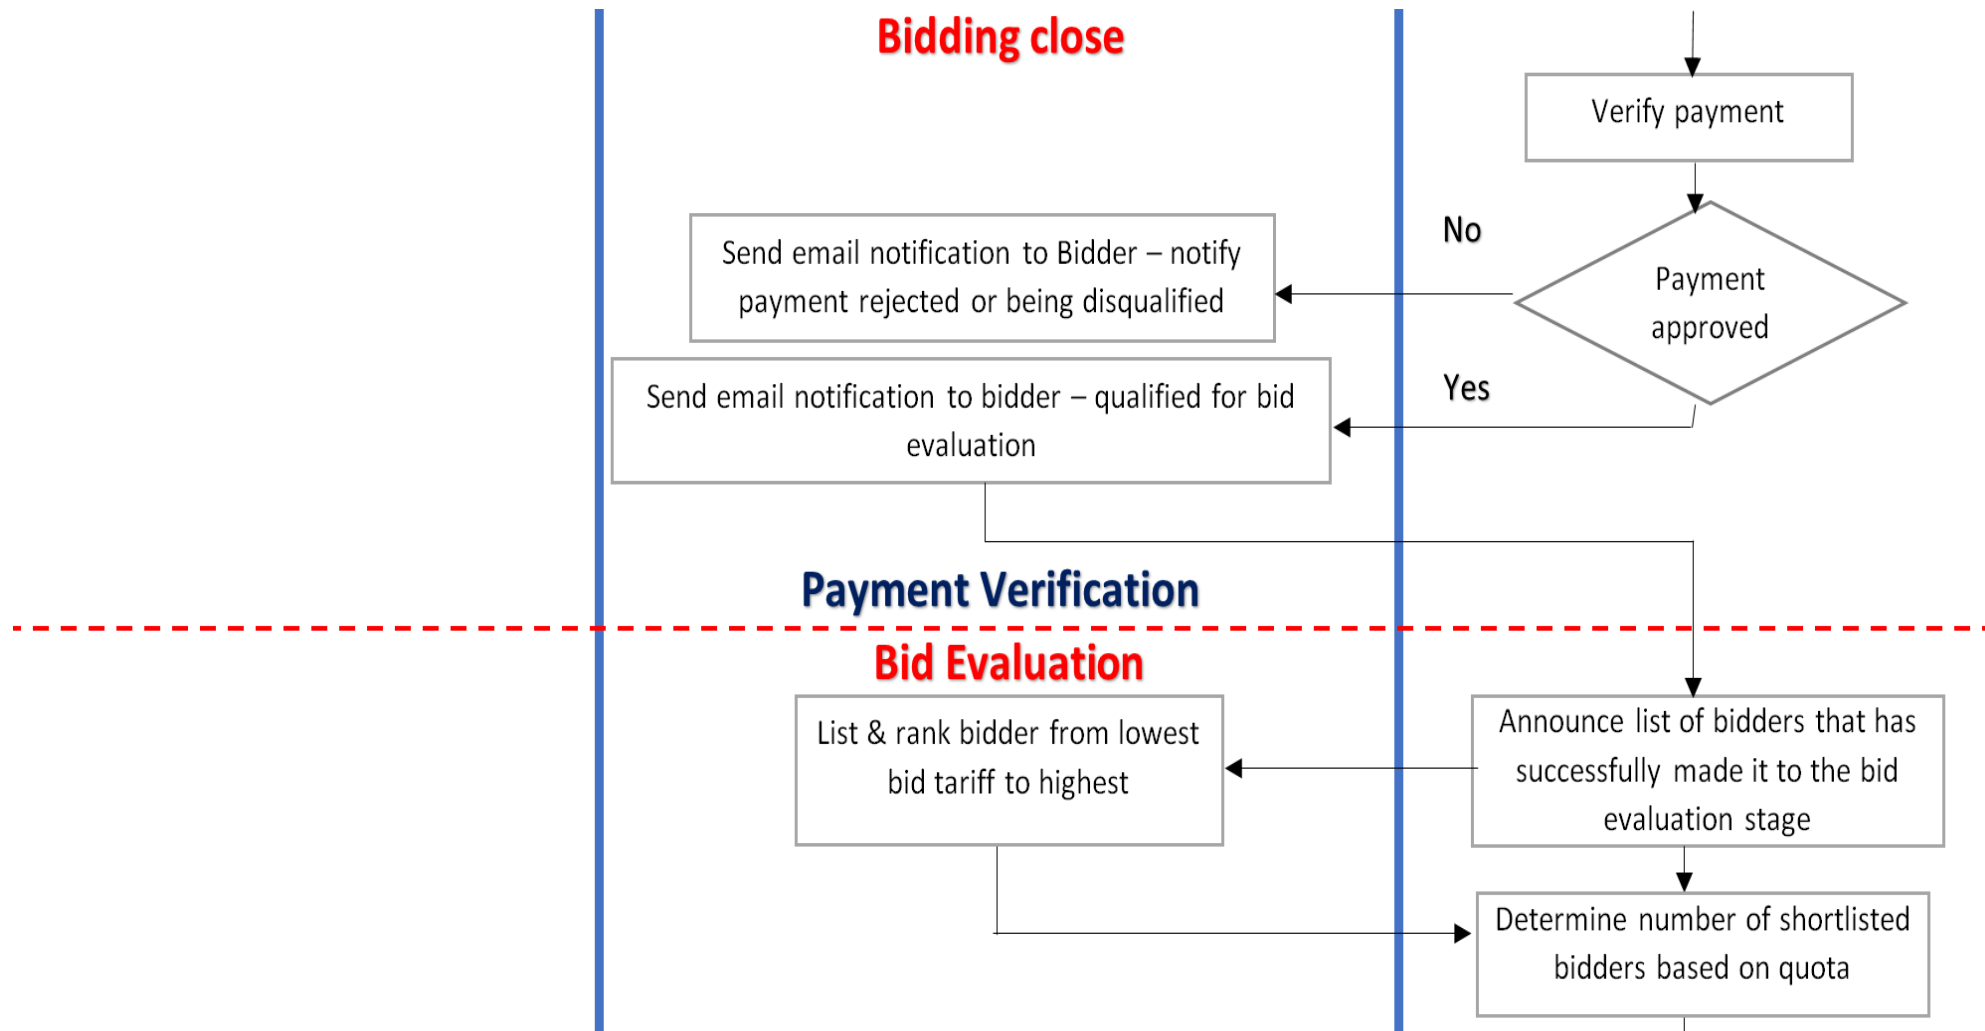 Bidding close
Verify payment
No
Send email notification to Bidder – notify
payment rejected or being disqualified
Payment
approved
Yes
Send email notification to bidder – qualified for bid
evaluation
Payment Verification
Bid Evaluation
List & rank bidder from lowest
bid tariff to highest
Announce list of bidders that has
successfully made it to the bid
evaluation stage
Determine number of shortlisted
bidders based on quota